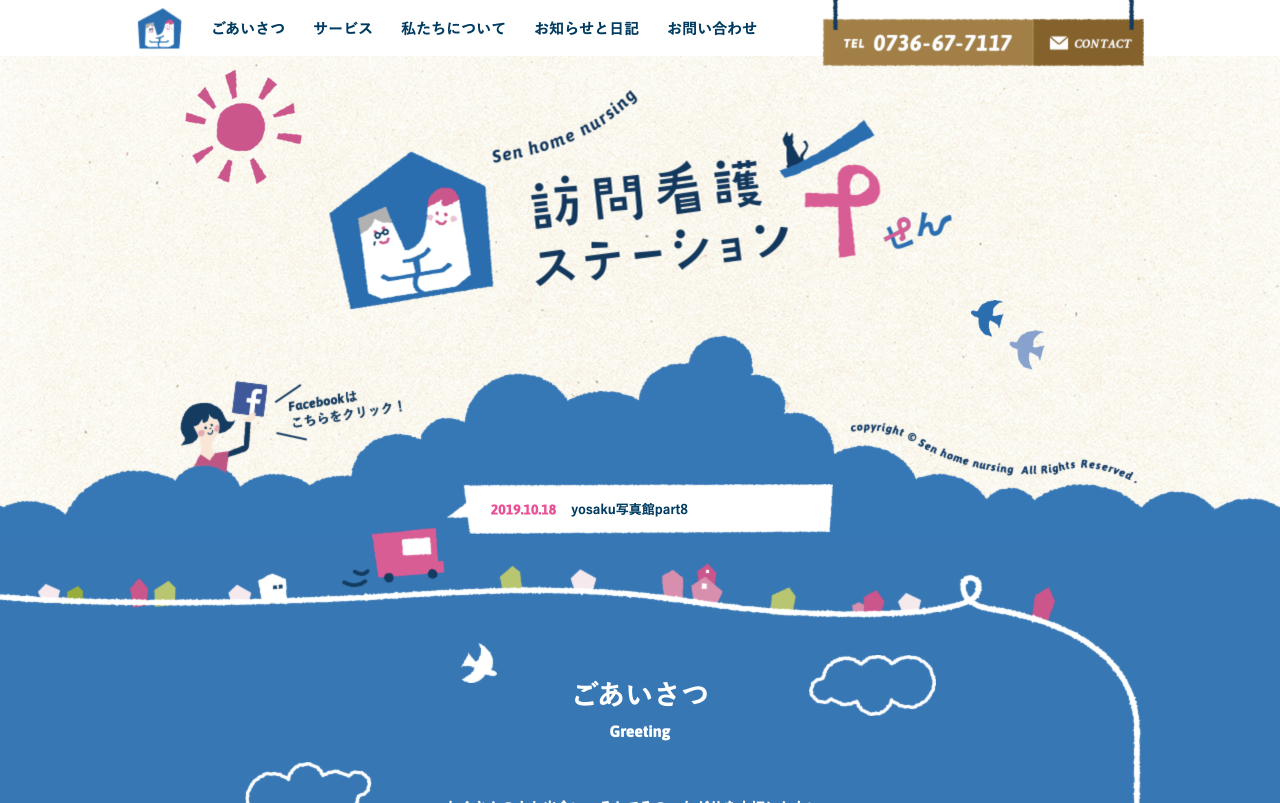 ごあいさつ サービス 私たちについて お知らせと日記 お問い合わせ
TEL 0736-67-7117 CONTACT
Sen home nursing
訪問看護
ステーション 千
せん
Facebookは
こちらをクリック！
copyright © Sen home nursing All Rights Reserved.
2019.10.18 yosaku写真館part8
ごあいさつ
Greeting